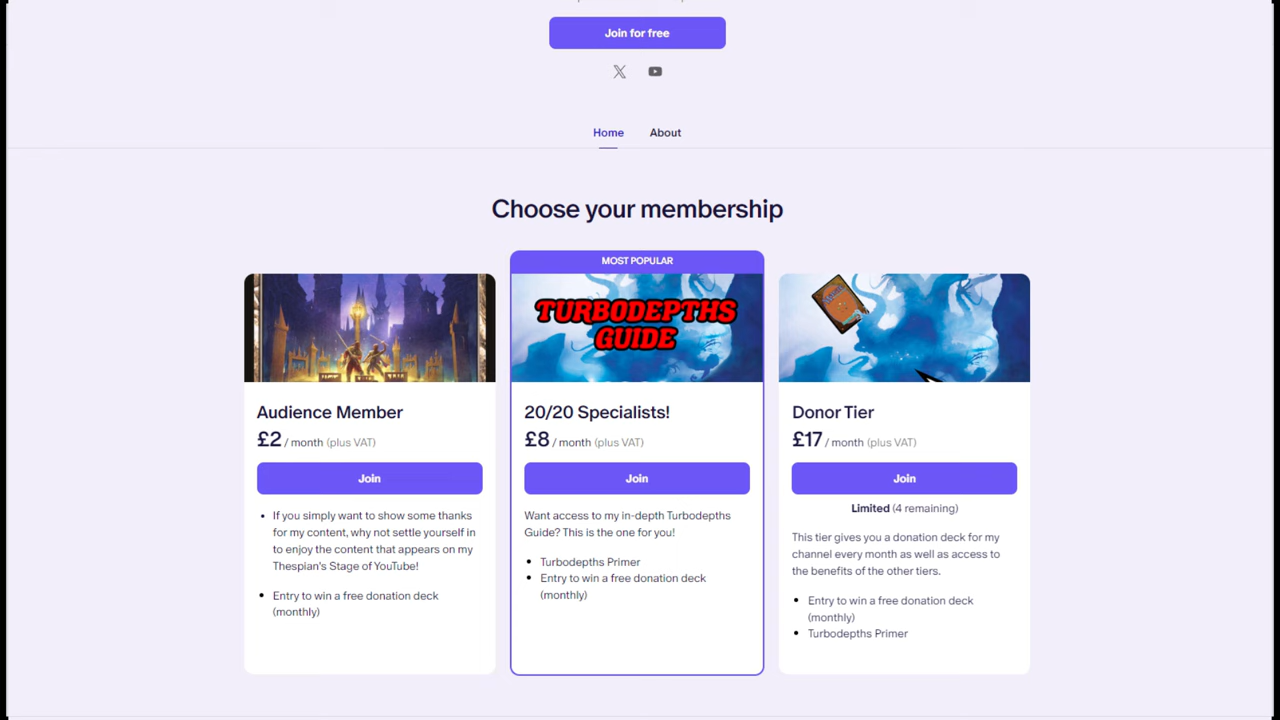 Join for free
Home About
Choose your membership
MOST POPULAR
TURBODEPTHS
GUIDE
Audience Member
£2 / month (plus VAT)
Join
• If you simply want to show some thanks
for my content, why not settle yourself in
to enjoy the content that appears on my
Thespian's Stage of YouTube!
• Entry to win a free donation deck
(monthly)
20/20 Specialists!
£8 / month (plus VAT)
Join
Want access to my in-depth Turbodepths
Guide? This is the one for you!
• Turbodepths Primer
• Entry to win a free donation deck
(monthly)
Donor Tier
£17 / month (plus VAT)
Join
Limited (4 remaining)
This tier gives you a donation deck for my
channel every month as well as access to
the benefits of the other tiers.
• Entry to win a free donation deck
(monthly)
• Turbodepths Primer